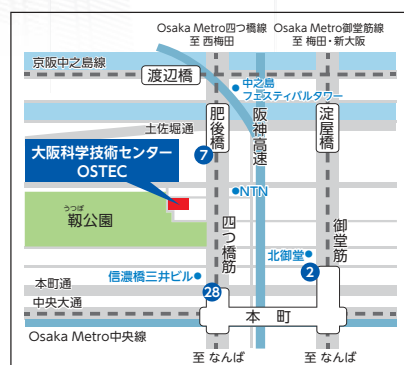 Osaka Metro四つ橋線
至 西梅田
Osaka Metro御堂筋線
至 梅田・新大阪
京阪中之島線
渡辺橋
中之島
フェスティバルタワー
肥後橋
阪神高速
淀屋橋
土佐堀通
7
大阪科学技術センター
OSTEC
NTN
うつぼ
靱公園
四つ橋筋
御堂筋
北御堂
2
信濃橋三井ビル
本町通
28
中央大通
本町
Osaka Metro中央線
至 なんば
至 なんば